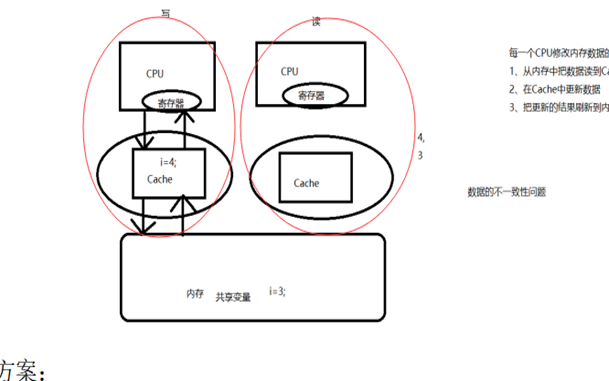 写
读
CPU
CPU
寄存器
寄存器
i=4;
Cache
Cache
4,
3
内存 共享变量 i=3;
每一个CPU修改内存数据的
1、从内存中把数据读到Ca
2、在Cache中更新数据
3、把更新的结果刷新到内
数据的不一致性问题
方案：